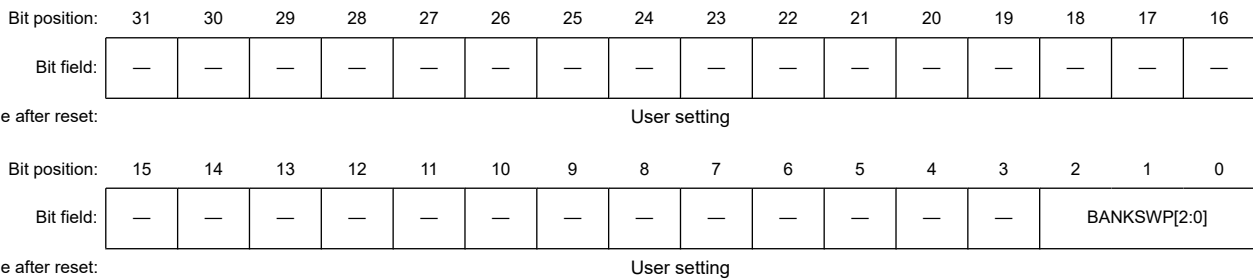 Bit position: 31 30 29 28 27 26 25 24 23 22 21 20 19 18 17 16
Bit field: — — — — — — — — — — — — — — — —
e after reset: User setting
Bit position: 15 14 13 12 11 10 9 8 7 6 5 4 3 2 1 0
Bit field: — — — — — — — — — — — — — BANKSWP[2:0]
e after reset: User setting